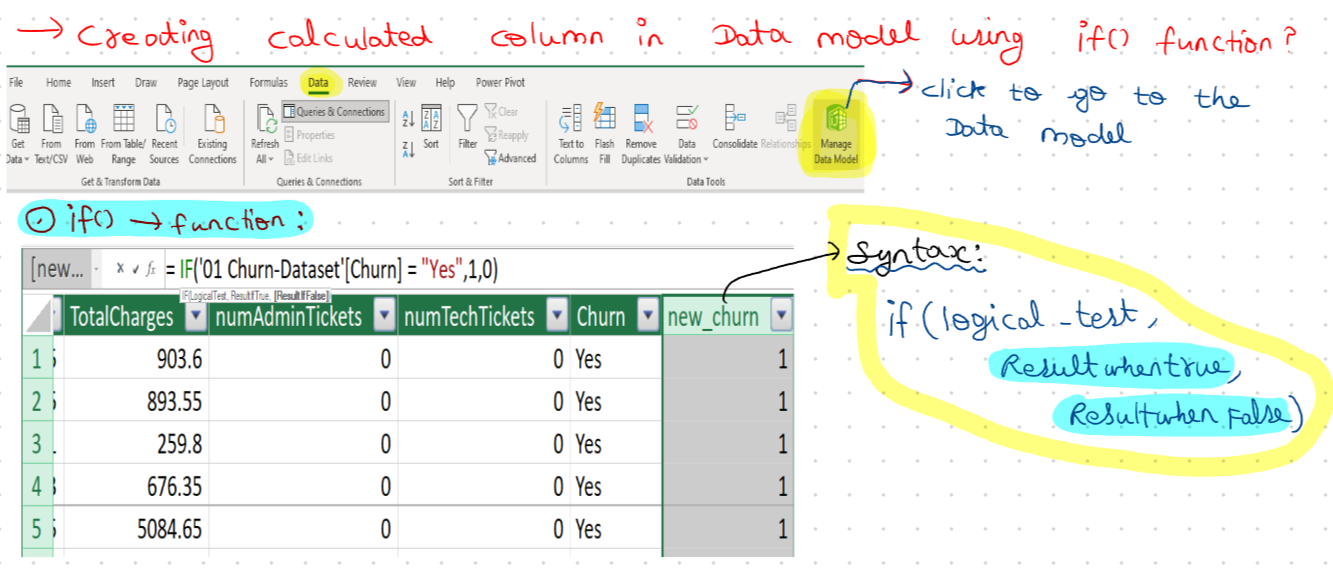 → Creating calculated column in Data model using if() function?
File Home Insert Draw Page Layout Formulas Data Review View Help Power Pivot
→ click to go to the
Data model
Get Data From Text/CSV From Web From Table/ Range Recent Sources Existing Connections Refresh All Queries & Connections Properties Edit Links Sort Filter Clear Reapply Advanced Text to Columns Flash Fill Remove Duplicates Data Validation Consolidate Relationships Manage Data Model
Get & Transform Data Queries & Connections Sort & Filter Data Tools
if() → function :
[new... fx = IF('01 Churn-Dataset'[Churn] = "Yes",1,0)
IF(LogicalTest, ResultIfTrue, [ResultIfFalse])
TotalCharges numAdminTickets numTechTickets Churn new_churn
1 903.6 0 0 Yes 1
2 893.55 0 0 Yes 1
3 259.8 0 0 Yes 1
4 676.35 0 0 Yes 1
5 5084.65 0 0 Yes 1
Syntax:
if (logical_test,
Result when true,
Result when False)